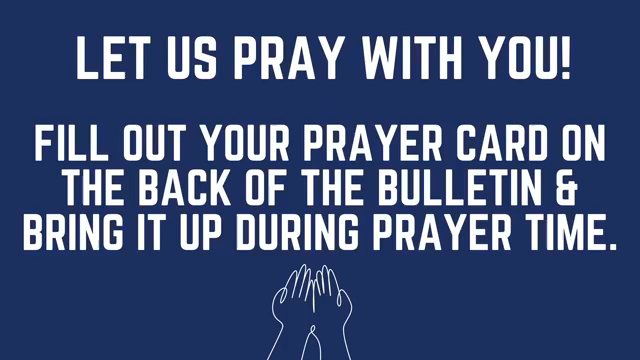 LET US PRAY WITH YOU!
FILL OUT YOUR PRAYER CARD ON
THE BACK OF THE BULLETIN &
BRING IT UP DURING PRAYER TIME.